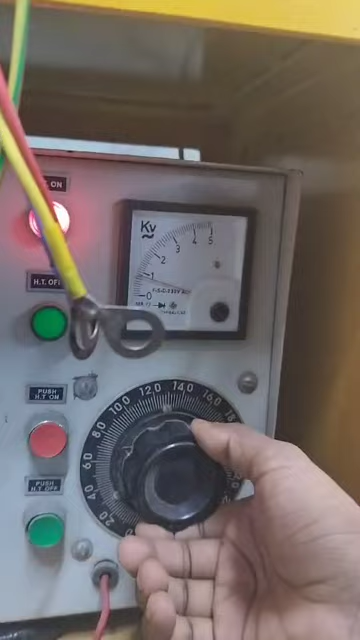 H.T. ON
KV
0 1 2 3 4 5
H.T. OFF
PUSH
H.T ON
PUSH
H.T OFF
20 40 60 80 100 120 140 160